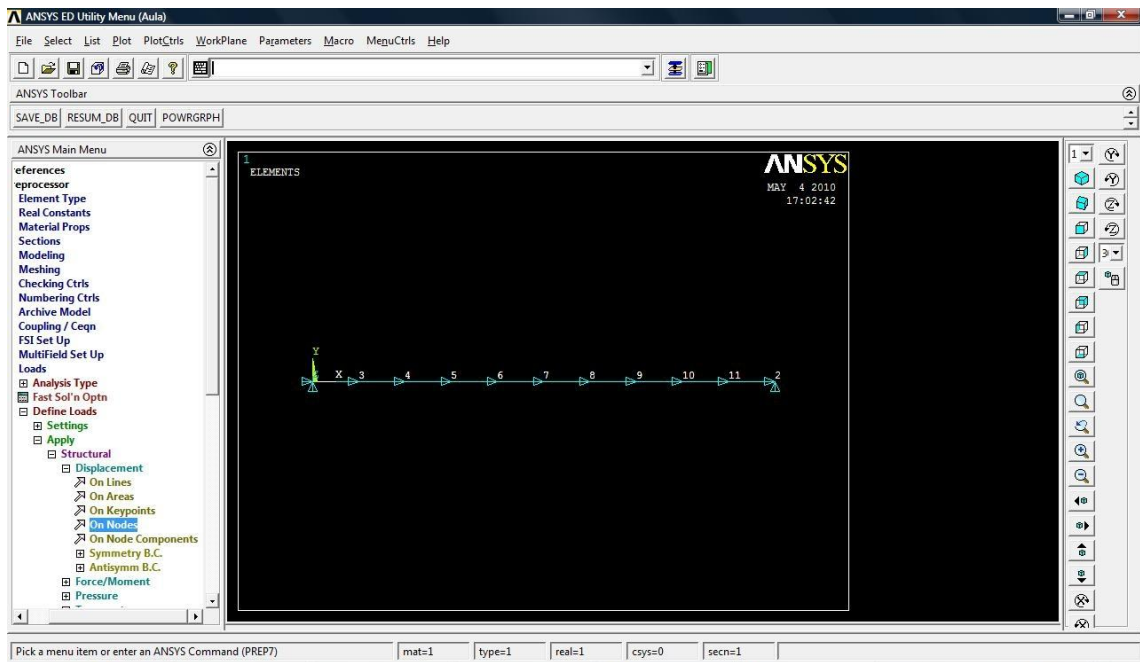 ANSYS ED Utility Menu (Aula)
File Select List Plot PlotCtrls WorkPlane Parameters Macro MenuCtrls Help
ANSYS Toolbar
SAVE_DB RESUM_DB QUIT POWRGRPH
ANSYS Main Menu
eferences
eprocessor
Element Type
Real Constants
Material Props
Sections
Modeling
Meshing
Checking Ctrls
Numbering Ctrls
Archive Model
Coupling / Ceqn
FSI Set Up
MultiField Set Up
Loads
Analysis Type
Fast Sol'n Optn
Define Loads
Settings
Apply
Structural
Displacement
On Lines
On Areas
On Keypoints
On Nodes
On Node Components
Symmetry B.C.
Antisymm B.C.
Force/Moment
Pressure
1
ELEMENTS
ANSYS
MAY 4 2010
17:02:42
Y
X 3 4 5 6 7 8 9 10 11 2
1
Pick a menu item or enter an ANSYS Command (PREP7) mat=1 type=1 real=1 csys=0 secn=1